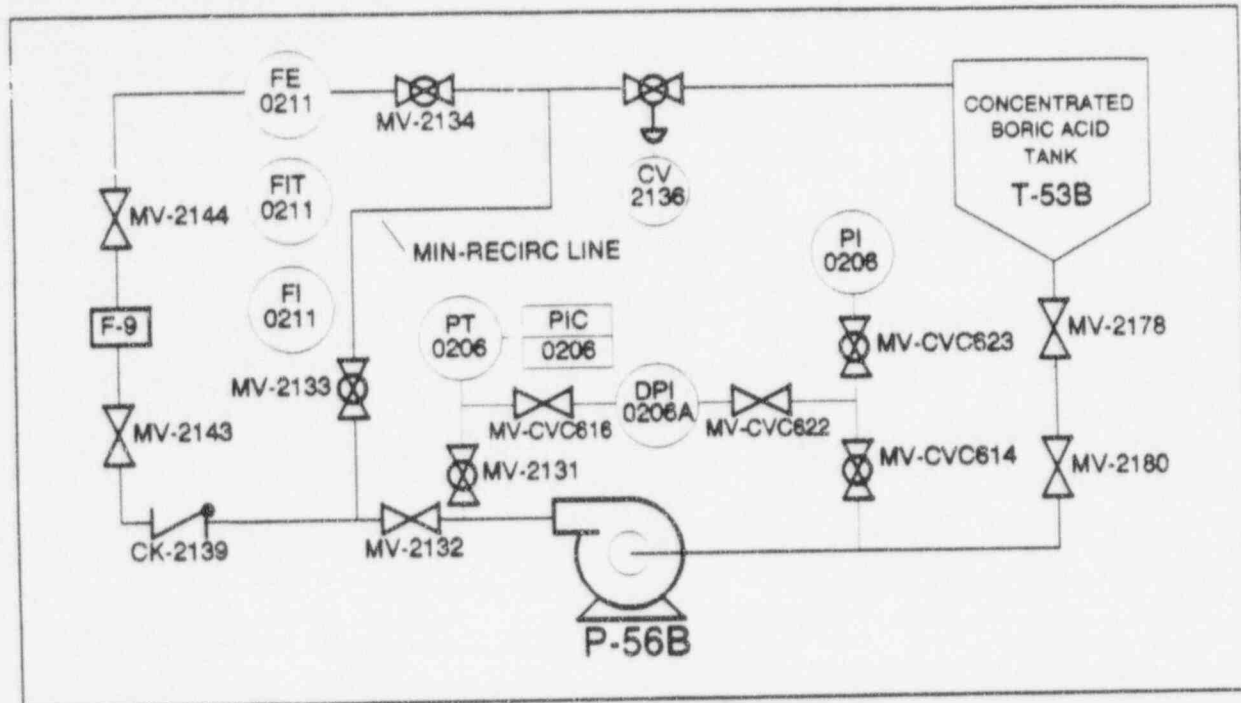 FE
0211
MV-2134
CONCENTRATED
BORIC ACID
TANK
T-53B
CV
2136
MV-2144
FIT
0211
MIN-RECIRC LINE
PI
0206
FI
0211
F-9
PT
0206
PIC
0206
MV-CVC623
MV-2178
MV-2133
DPI
0206A
MV-CVC616
MV-CVC622
MV-2143
MV-2131
MV-CVC614
MV-2180
CK-2139
MV-2132
P-56B